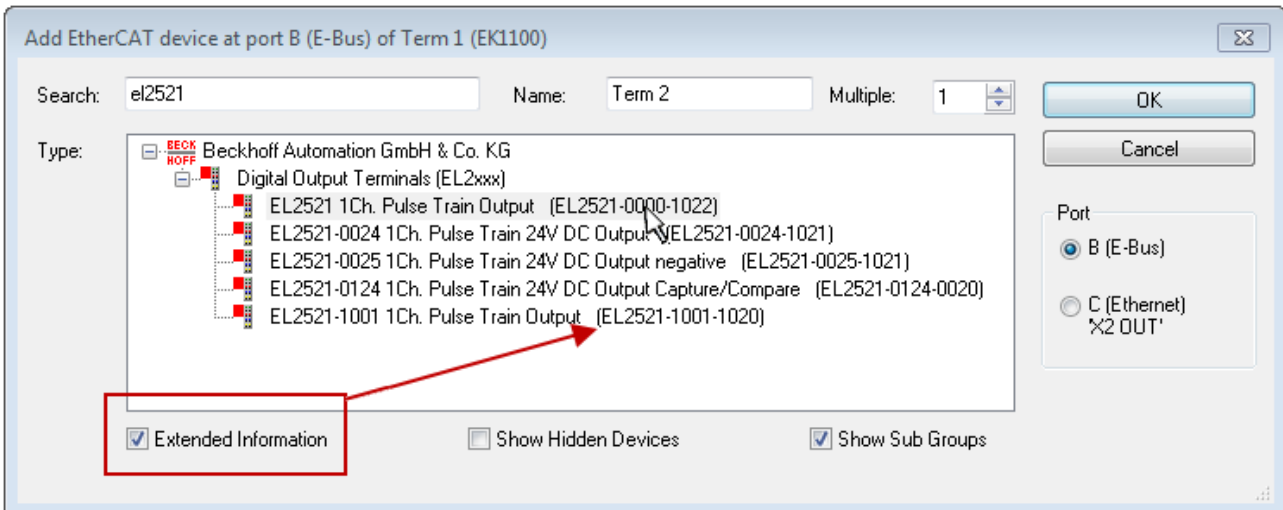 Add EtherCAT device at port B (E-Bus) of Term 1 (EK1100)
Search: el2521 Name: Term 2 Multiple: 1 OK
Type: BECKHOFF Beckhoff Automation GmbH & Co. KG Cancel
Digital Output Terminals (EL2xxx)
EL2521 1Ch. Pulse Train Output (EL2521-0000-1022)
EL2521-0024 1Ch. Pulse Train 24V DC Output (EL2521-0024-1021)
EL2521-0025 1Ch. Pulse Train 24V DC Output negative (EL2521-0025-1021)
EL2521-0124 1Ch. Pulse Train 24V DC Output Capture/Compare (EL2521-0124-0020)
EL2521-1001 1Ch. Pulse Train Output (EL2521-1001-1020)
Port
B (E-Bus)
C (Ethernet)
'X2 OUT'
Extended Information Show Hidden Devices Show Sub Groups